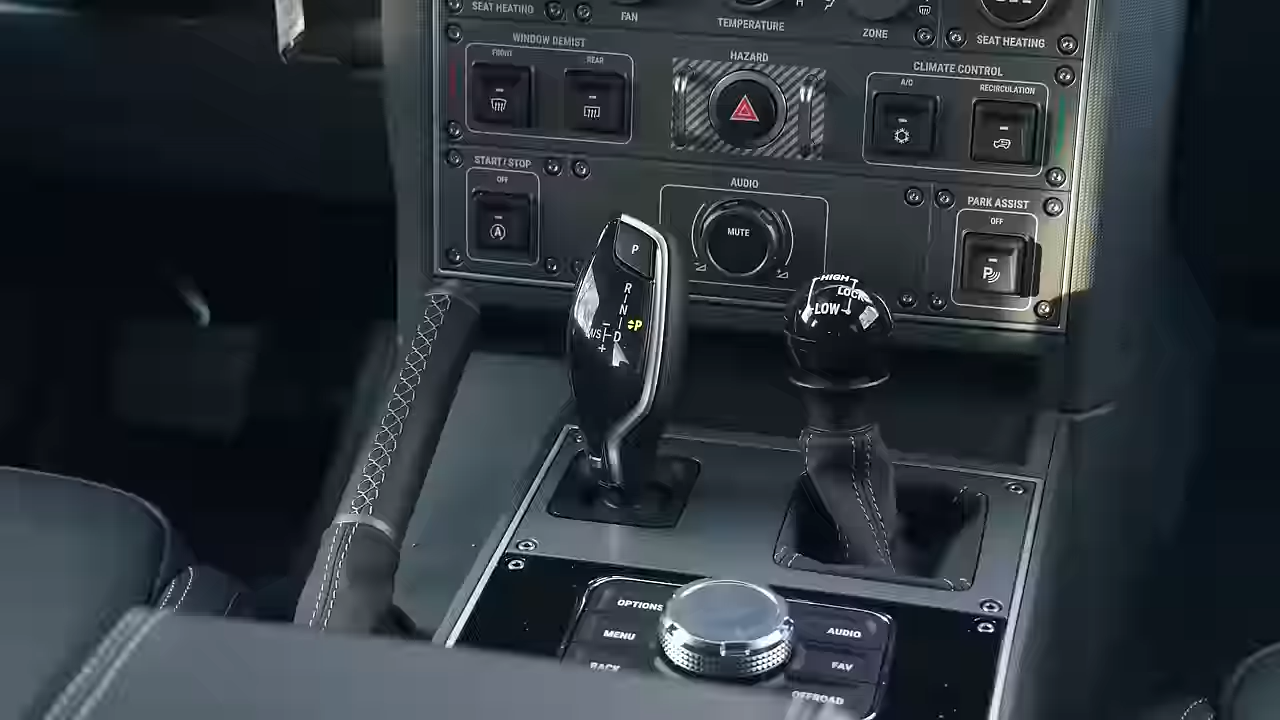 SEAT HEATING
FAN
TEMPERATURE
ZONE
SEAT HEATING
WINDOW DEMIST
FRONT
REAR
HAZARD
CLIMATE CONTROL
A/C
RECIRCULATION
START/STOP
OFF
A
AUDIO
MUTE
PARK ASSIST
OFF
P
P
R
N
D
M/S
P
HIGH
LOCK
LOW
OPTIONS
MENU
BACK
AUDIO
FAV
OFFROAD